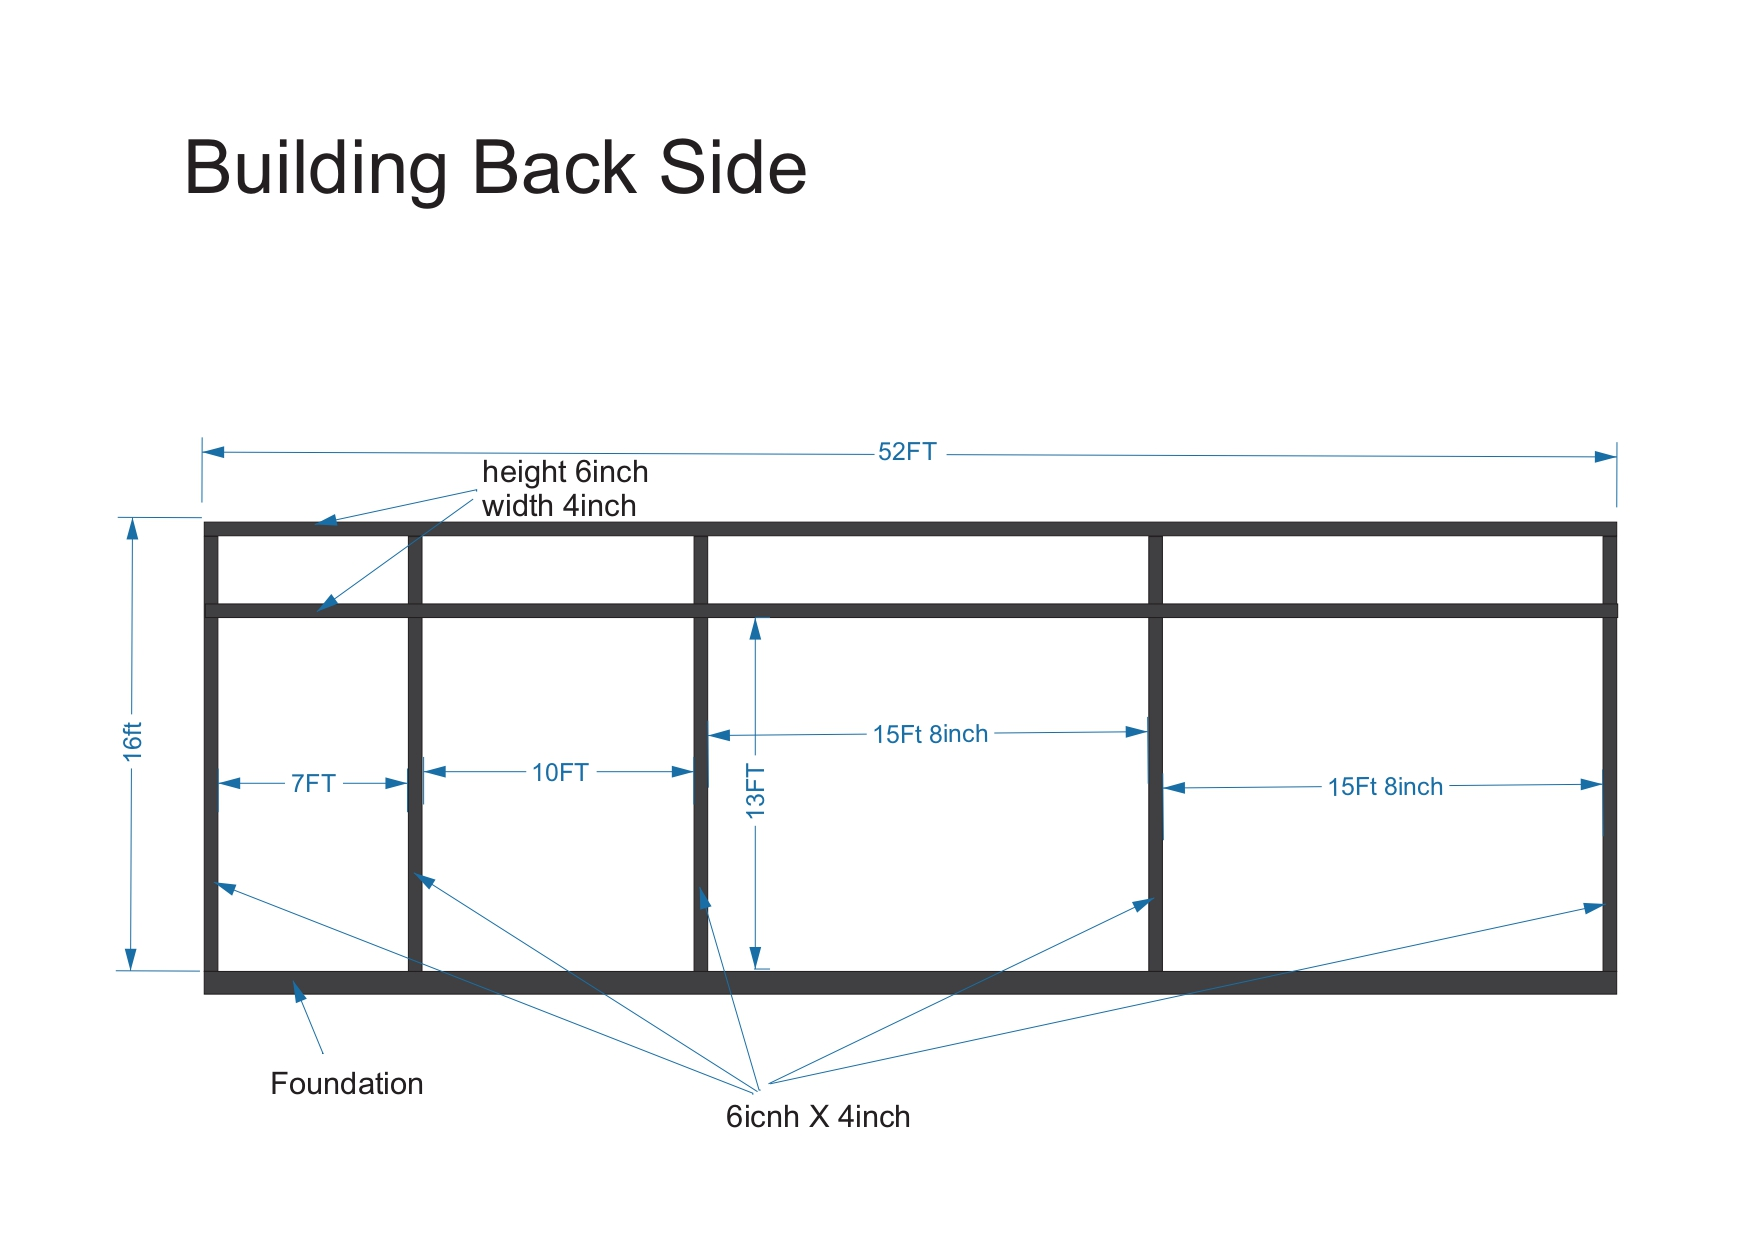 Building Back Side
52FT
height 6inch
width 4inch
16ft
15Ft 8inch
7FT
10FT
13FT
15Ft 8inch
Foundation
6icnh X 4inch